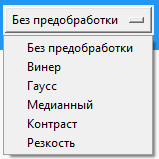 Без предобработки
Без предобработки
Винер
Гаусс
Медианный
Контраст
Резкость